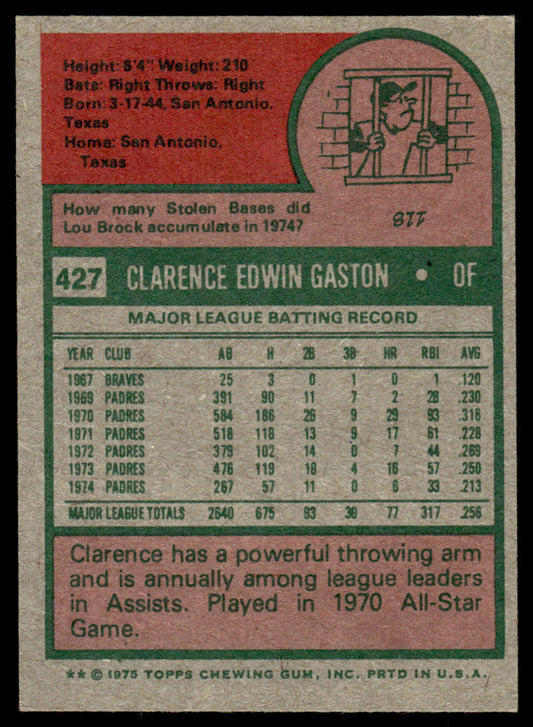 Height: 6'4" Weight: 210
Bats: Right Throws: Right
Born: 3-17-44, San Antonio,
Texas
Home: San Antonio,
Texas
How many Stolen Bases did
Lou Brock accumulate in 1974?
118
427 CLARENCE EDWIN GASTON • OF
MAJOR LEAGUE BATTING RECORD
YEAR CLUB AB H 2B 3B HR RBI AVG
1967 BRAVES 25 3 0 1 0 1 .120
1969 PADRES 391 90 11 7 2 28 .230
1970 PADRES 584 186 26 9 29 93 .318
1971 PADRES 518 118 13 9 17 61 .228
1972 PADRES 379 102 14 0 7 44 .269
1973 PADRES 476 119 18 4 16 57 .250
1974 PADRES 267 57 11 0 6 33 .213
MAJOR LEAGUE TOTALS 2640 675 93 30 77 317 .256
Clarence has a powerful throwing arm
and is annually among league leaders
in Assists. Played in 1970 All-Star
Game.
** © 1975 TOPPS CHEWING GUM, INC. PRTD IN U.S.A.